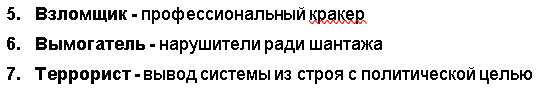 5. Взломщик - профессиональный кракер
6. Вымогатель - нарушители ради шантажа
7. Террорист - вывод системы из строя с политической целью